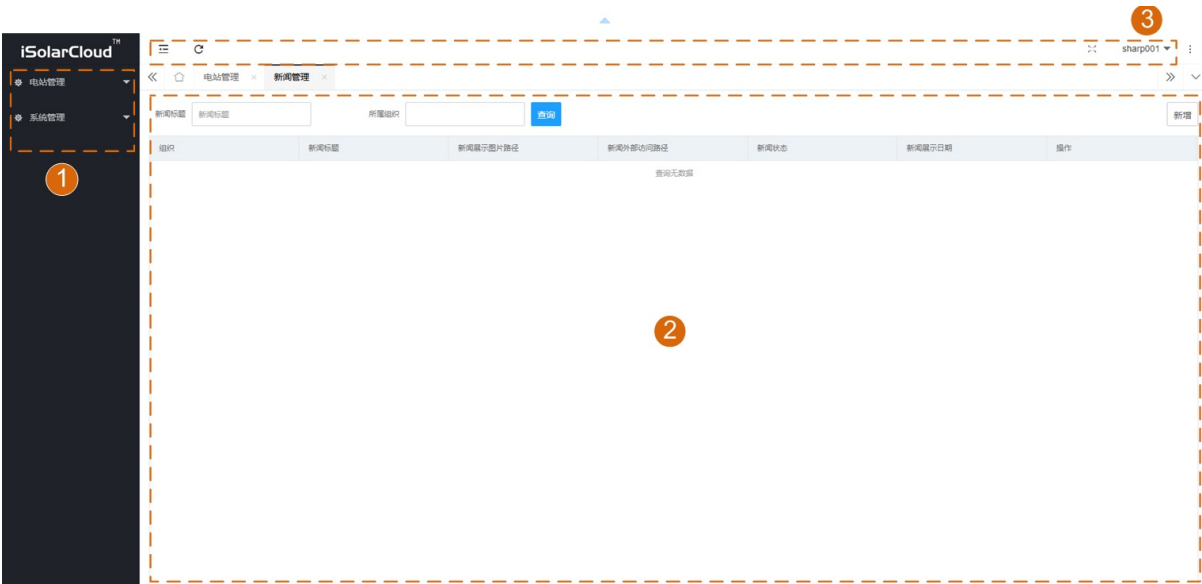 3
iSolarCloud™
sharp001
电站管理
电站管理 × 新闻管理 ×
系统管理
新闻标题 新闻标题 所属组织 查询 新增
组织 新闻标题 新闻展示图片路径 新闻外部访问路径 新闻状态 新闻展示日期 操作
查询无数据
1
2